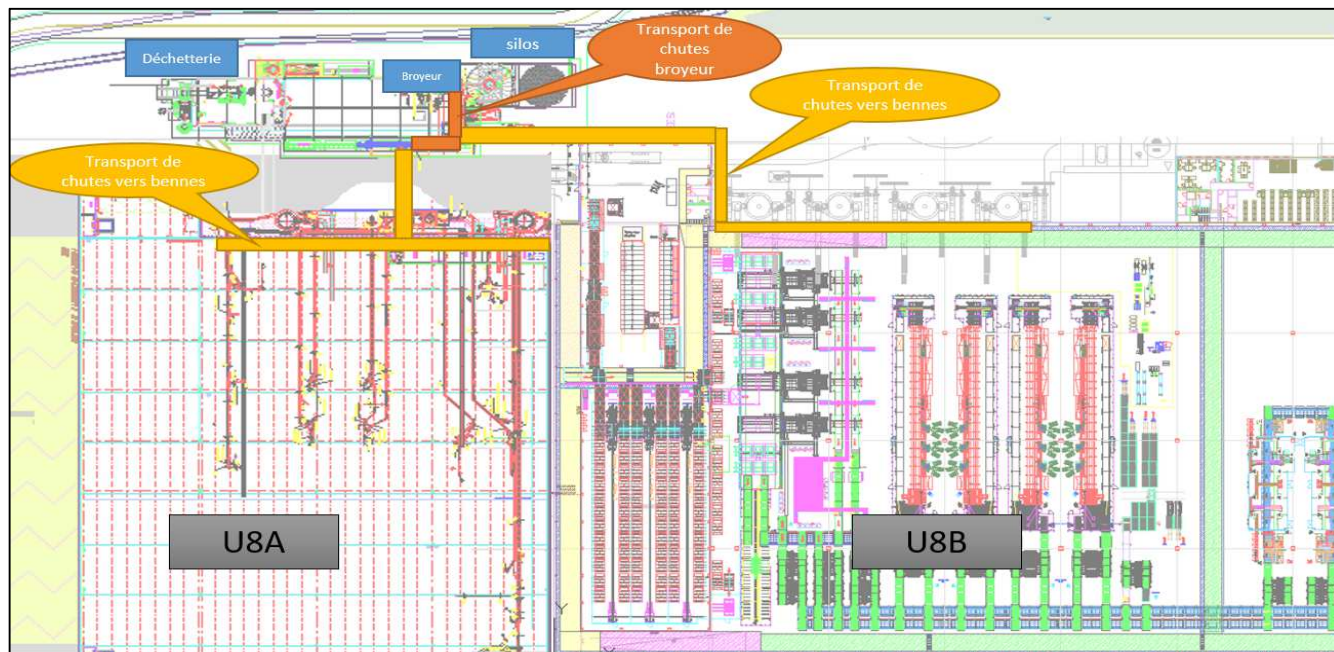 Transport de
chutes
broyeur
silos
Déchetterie
Broyeur
Transport de
chutes vers bennes
Transport de
chutes vers bennes
U8A
U8B